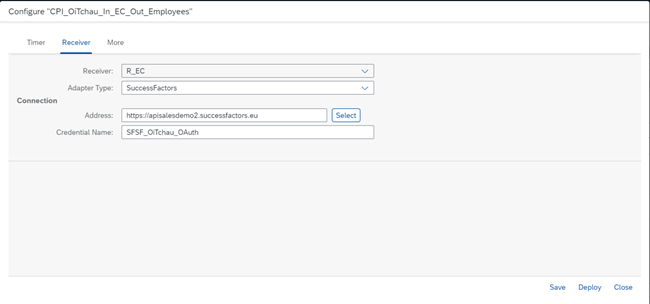 Configure "CPI_OiTchau_In_EC_Out_Employees"
Timer Receiver More
Receiver: R_EC
Adapter Type: SuccessFactors
Connection
Address: https://apisalesdemo2.successfactors.eu Select
Credential Name: SFSF_OiTchau_OAuth
Save Deploy Close